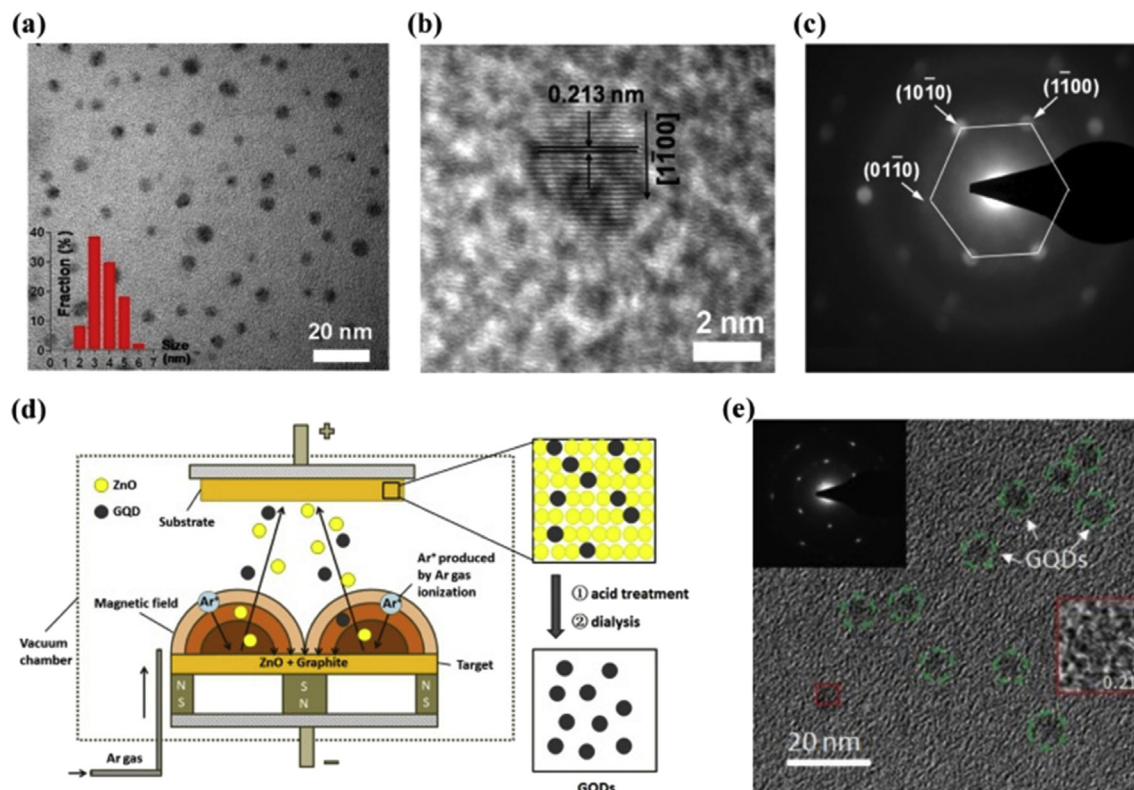 (a)
Fraction (%)
40
30
20
10
0
0 1 2 3 4 5 6 7
Size
(nm)
20 nm
(b)
0.213 nm
[11̄00]
2 nm
(c)
(101̄0)
(11̄00)
(011̄0)
(d)
+
ZnO
GQD
Substrate
Ar⁺ produced
by Ar gas
ionization
Magnetic field
Ar⁺
Ar⁺
Vacuum
chamber
ZnO + Graphite
Target
N
S
S
N
N
S
Ar gas
–
① acid treatment
② dialysis
GQDs
(e)
GQDs
0.21
20 nm